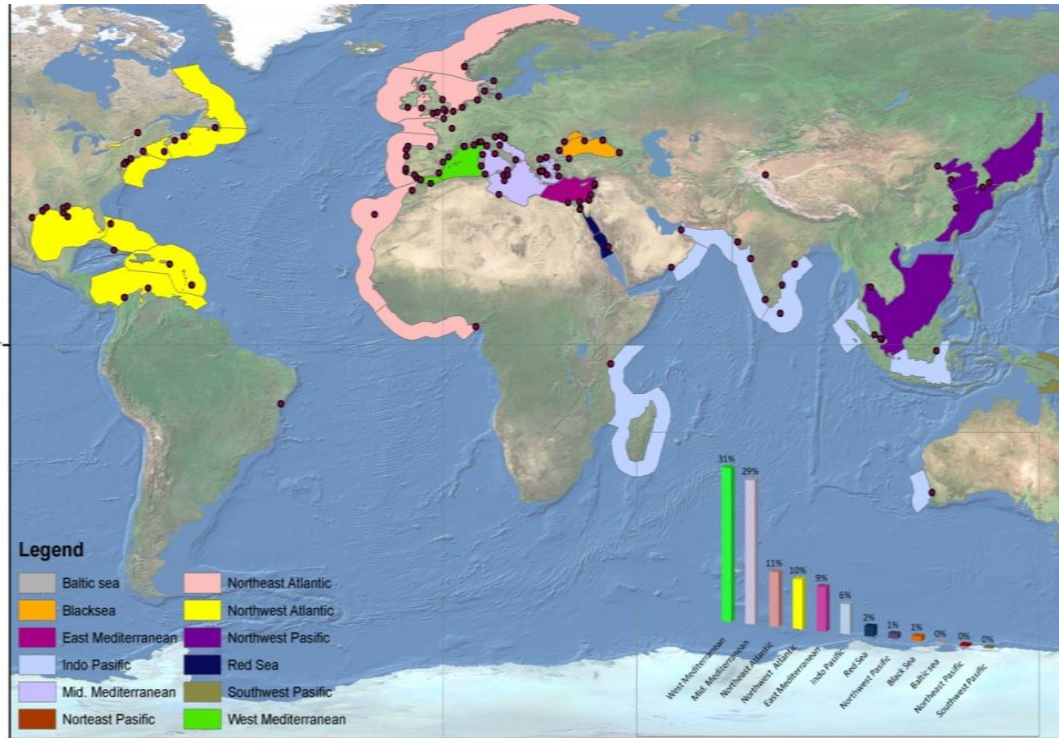 31%
29%
11%
10%
9%
6%
2%
1%
1%
0%
0%
0%
West Mediterranean
Mid. Mediterranean
Northeast Atlantic
Northwest Atlantic
East Mediterranean
Indo Pasific
Red Sea
Northwest Pasific
Black Sea
Baltic sea
Northeast Pasific
Southwest Pasific
Legend
Baltic sea
Northeast Atlantic
Blacksea
Northwest Atlantic
East Mediterranean
Northwest Pasific
Indo Pasific
Red Sea
Mid. Mediterranean
Southwest Pasific
Norteast Pasific
West Mediterranean